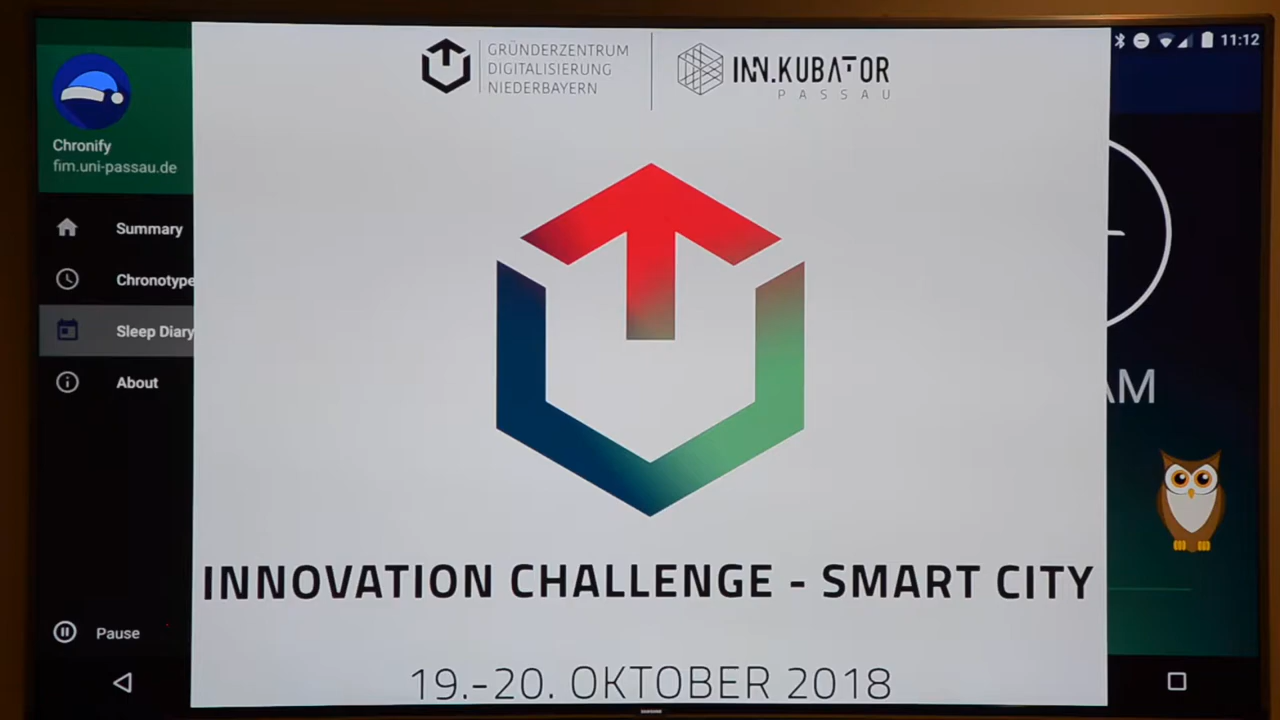 GRÜNDERZENTRUM
DIGITALISIERUNG
NIEDERBAYERN
INN.KUBATOR
PASSAU
11:12
Chronify
fim.uni-passau.de
Summary
Chronotype
Sleep Diary
About
AM
INNOVATION CHALLENGE - SMART CITY
Pause
19.-20. OKTOBER 2018
SAMSUNG